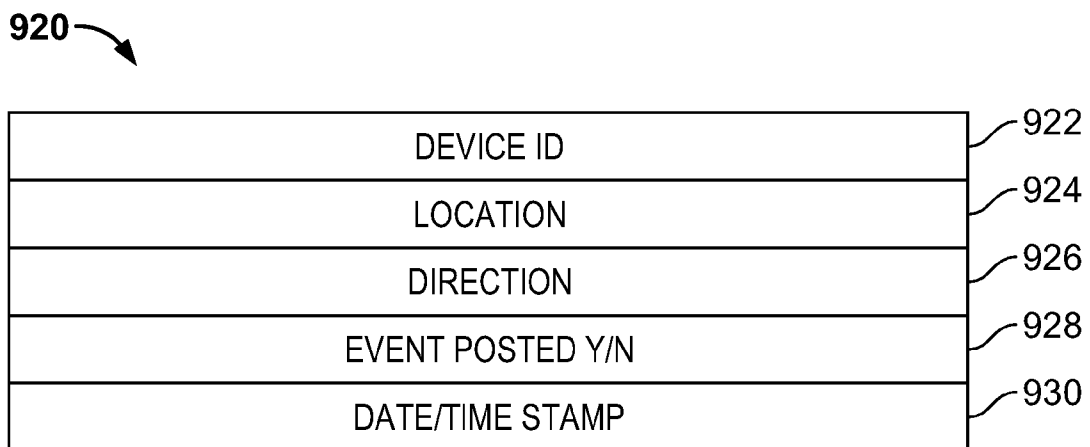 920
DEVICE ID 922
LOCATION 924
DIRECTION 926
EVENT POSTED Y/N 928
DATE/TIME STAMP 930